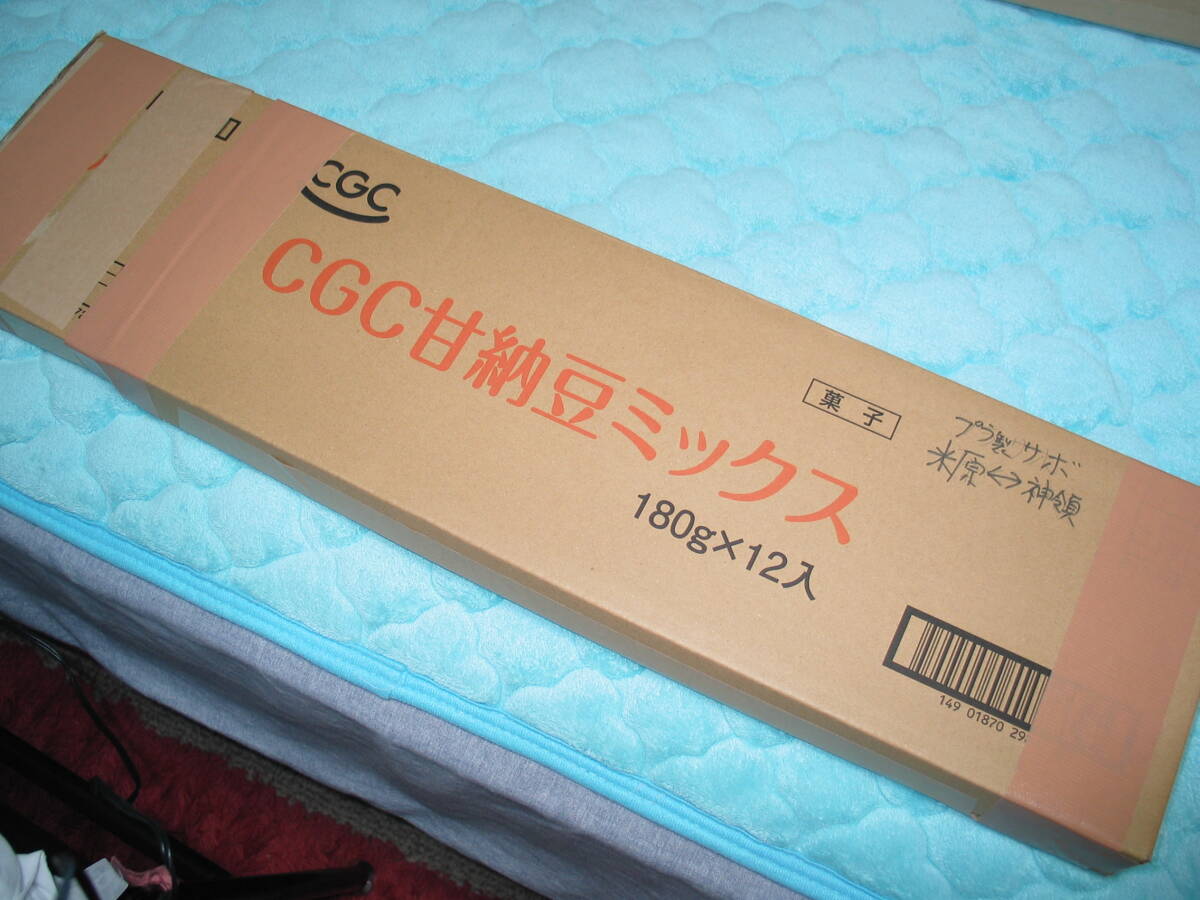 CGC
CGC甘納豆ミックス
菓子
180g×12入
プラ製サボ
米原⇔神領
149 01870 29